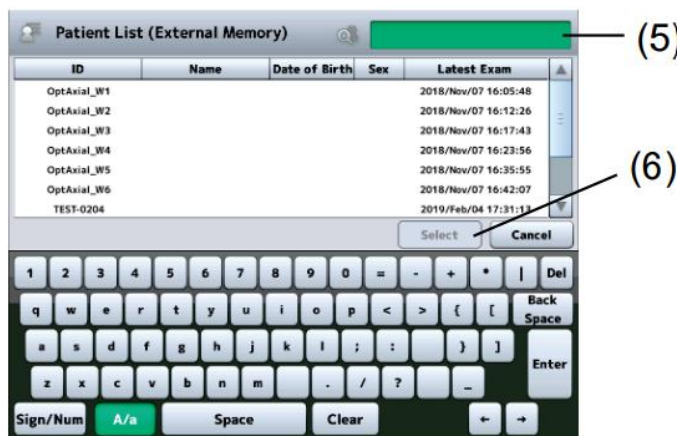 Patient List (External Memory)
(5)
ID Name Date of Birth Sex Latest Exam
OptAxial_W1 2018/Nov/07 16:05:48
OptAxial_W2 2018/Nov/07 16:12:26
OptAxial_W3 2018/Nov/07 16:17:43
OptAxial_W4 2018/Nov/07 16:23:56
OptAxial_W5 2018/Nov/07 16:35:55
OptAxial_W6 2018/Nov/07 16:42:07
TEST-0204 2019/Feb/04 17:31:13
(6)
Select Cancel
1 2 3 4 5 6 7 8 9 0 = - + * | Del
q w e r t y u i o p < > { [ Back Space
a s d f g h j k l ; : } ] Enter
z x c v b n m . / ? _
Sign/Num A/a Space Clear ← →